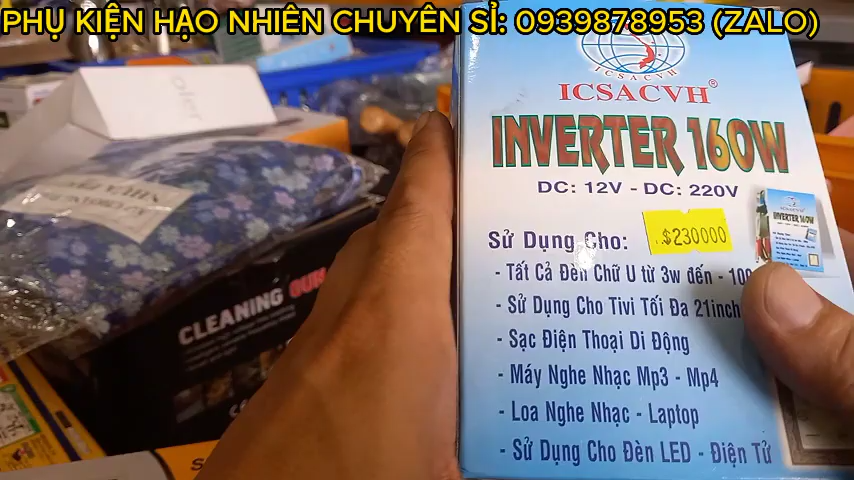 PHỤ KIỆN HẠO NHIÊN CHUYÊN SỈ: 0939878953 (ZALO)
ICSACVH
ICSACVH©
INVERTER 160W
DC: 12V - DC: 220V
$230000
INVERTER 160W
Sử Dụng Cho:
- Tất Cả Đèn Chữ U từ 3w đến - 100
- Sử Dụng Cho Tivi Tối Đa 21inch
- Sạc Điện Thoại Di Động
- Máy Nghe Nhạc Mp3 - Mp4
- Loa Nghe Nhạc - Laptop
- Sử Dụng Cho Đèn LED - Điện Tử
CLEANING GUN